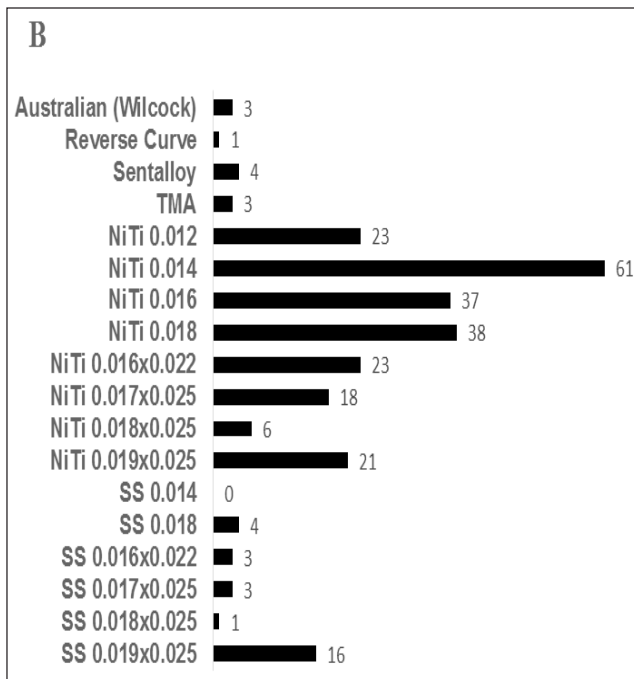 B
Australian (Wilcock) 3
Reverse Curve 1
Sentalloy 4
TMA 3
NiTi 0.012 23
NiTi 0.014 61
NiTi 0.016 37
NiTi 0.018 38
NiTi 0.016x0.022 23
NiTi 0.017x0.025 18
NiTi 0.018x0.025 6
NiTi 0.019x0.025 21
SS 0.014 0
SS 0.018 4
SS 0.016x0.022 3
SS 0.017x0.025 3
SS 0.018x0.025 1
SS 0.019x0.025 16